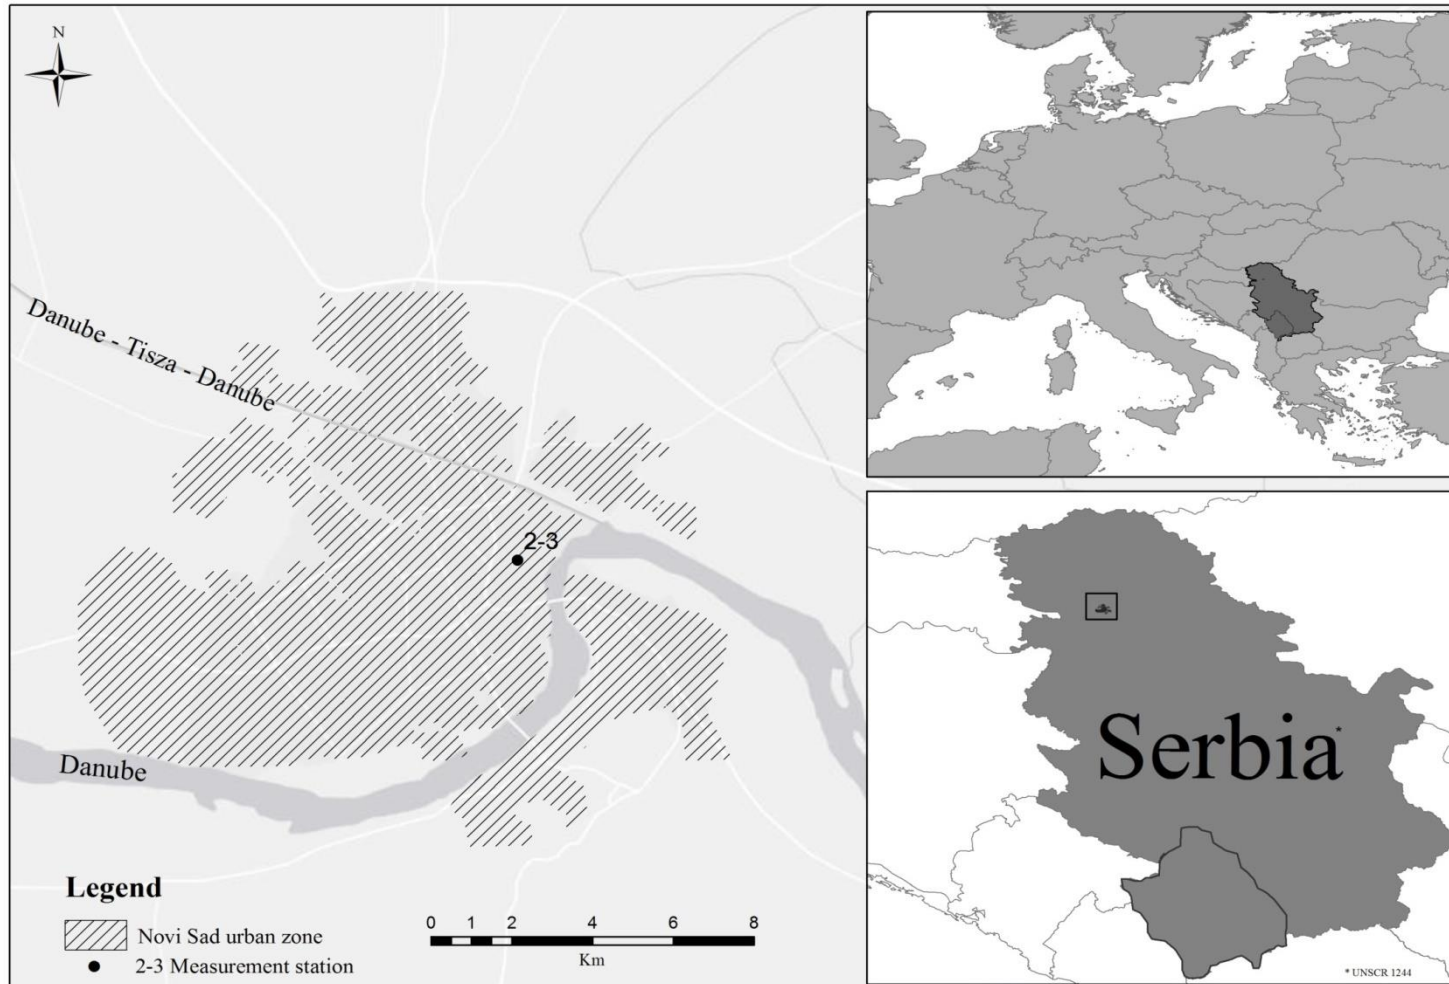 N
Danube - Tisza - Danube
2-3
Danube
Legend
Novi Sad urban zone
2-3 Measurement station
0 1 2 4 6 8
Km
Serbia*
* UNSCR 1244